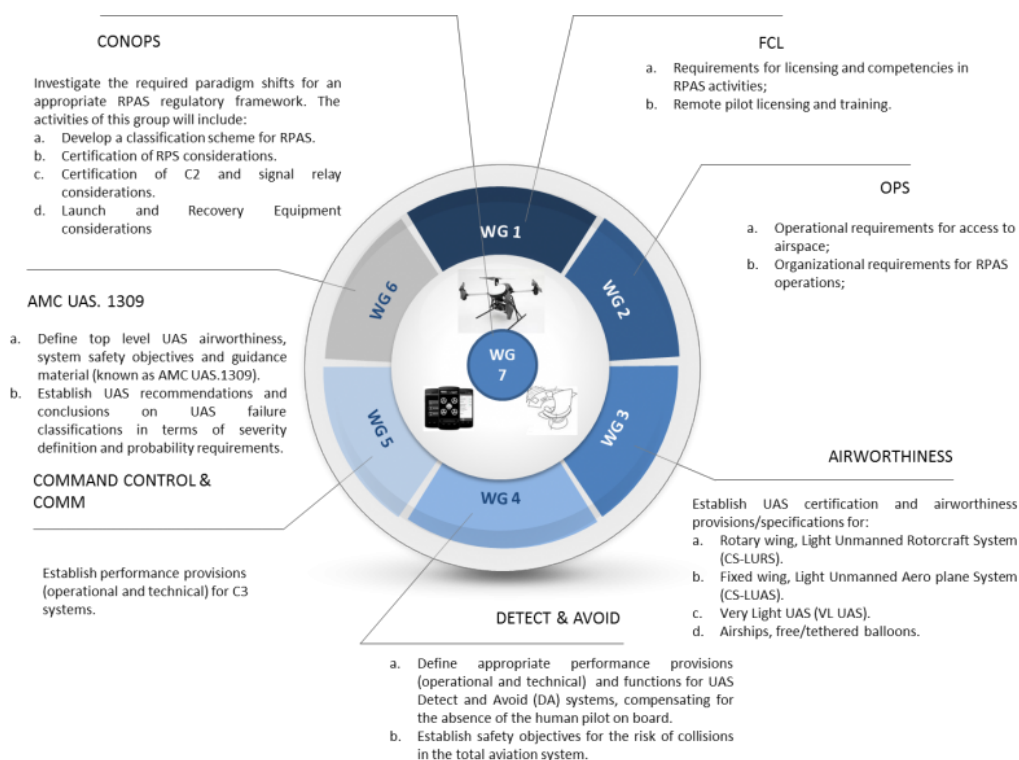 CONOPS
Investigate the required paradigm shifts for an
appropriate RPAS regulatory framework. The
activities of this group will include:
a. Develop a classification scheme for RPAS.
b. Certification of RPS considerations.
c. Certification of C2 and signal relay
considerations.
d. Launch and Recovery Equipment
considerations
FCL
a. Requirements for licensing and competencies in
RPAS activities;
b. Remote pilot licensing and training.
OPS
a. Operational requirements for access to
airspace;
b. Organizational requirements for RPAS
operations;
AMC UAS. 1309
a. Define top level UAS airworthiness,
system safety objectives and guidance
material (known as AMC UAS.1309).
b. Establish UAS recommendations and
conclusions on UAS failure
classifications in terms of severity
definition and probability requirements.
WG 1
WG 2
WG 3
WG 4
WG 5
WG 6
WG
7
COMMAND CONTROL &
COMM
Establish performance provisions
(operational and technical) for C3
systems.
AIRWORTHINESS
Establish UAS certification and airworthiness
provisions/specifications for:
a. Rotary wing, Light Unmanned Rotorcraft System
(CS-LURS).
b. Fixed wing, Light Unmanned Aero plane System
(CS-LUAS).
c. Very Light UAS (VL UAS).
d. Airships, free/tethered balloons.
DETECT & AVOID
a. Define appropriate performance provisions
(operational and technical) and functions for UAS
Detect and Avoid (DA) systems, compensating for
the absence of the human pilot on board.
b. Establish safety objectives for the risk of collisions
in the total aviation system.